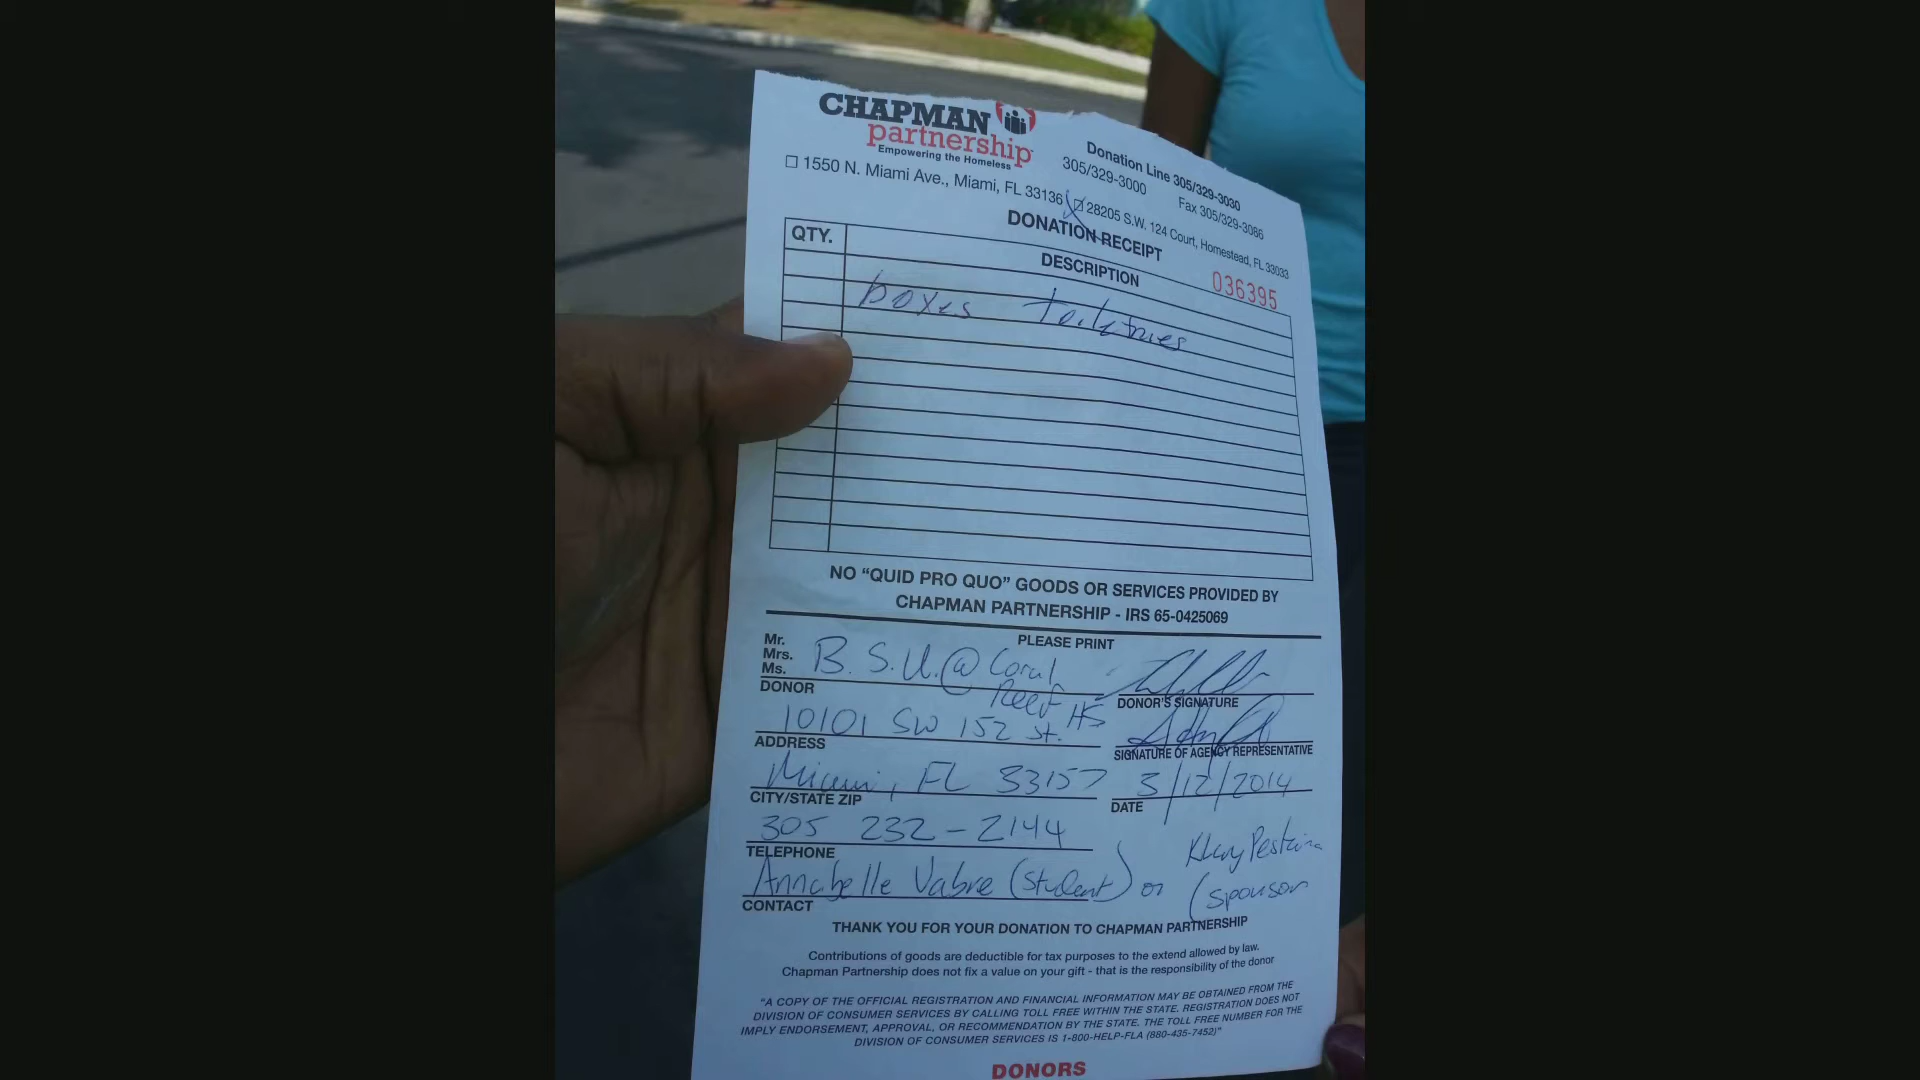 CHAPMAN
partnership
Empowering the Homeless
Donation Line 305/329-3030
305/329-3000
Fax 305/329-3086
☐ 1550 N. Miami Ave., Miami, FL 33136 ☑ 28205 S.W. 124 Court, Homestead, FL 33033
DONATION RECEIPT
036395
QTY. DESCRIPTION
boxes toiletries
NO “QUID PRO QUO” GOODS OR SERVICES PROVIDED BY
CHAPMAN PARTNERSHIP - IRS 65-0425069
PLEASE PRINT
Mr.
Mrs.
Ms.
B.S.U. @ Coral
Reef HS
DONOR
DONOR'S SIGNATURE
10101 SW 152 st.
ADDRESS
SIGNATURE OF AGENCY REPRESENTATIVE
Miami, FL 33157
3/12/2014
CITY/STATE ZIP
DATE
305 232-2144
TELEPHONE
Annabelle Vabre (student) or
(sponsor
CONTACT
THANK YOU FOR YOUR DONATION TO CHAPMAN PARTNERSHIP
Contributions of goods are deductible for tax purposes to the extend allowed by law.
Chapman Partnership does not fix a value on your gift - that is the responsibility of the donor
“A COPY OF THE OFFICIAL REGISTRATION AND FINANCIAL INFORMATION MAY BE OBTAINED FROM THE
DIVISION OF CONSUMER SERVICES BY CALLING TOLL FREE WITHIN THE STATE. REGISTRATION DOES NOT
IMPLY ENDORSEMENT, APPROVAL, OR RECOMMENDATION BY THE STATE. THE TOLL FREE NUMBER FOR THE
DIVISION OF CONSUMER SERVICES IS 1-800-HELP-FLA (880-435-7452)”
DONORS